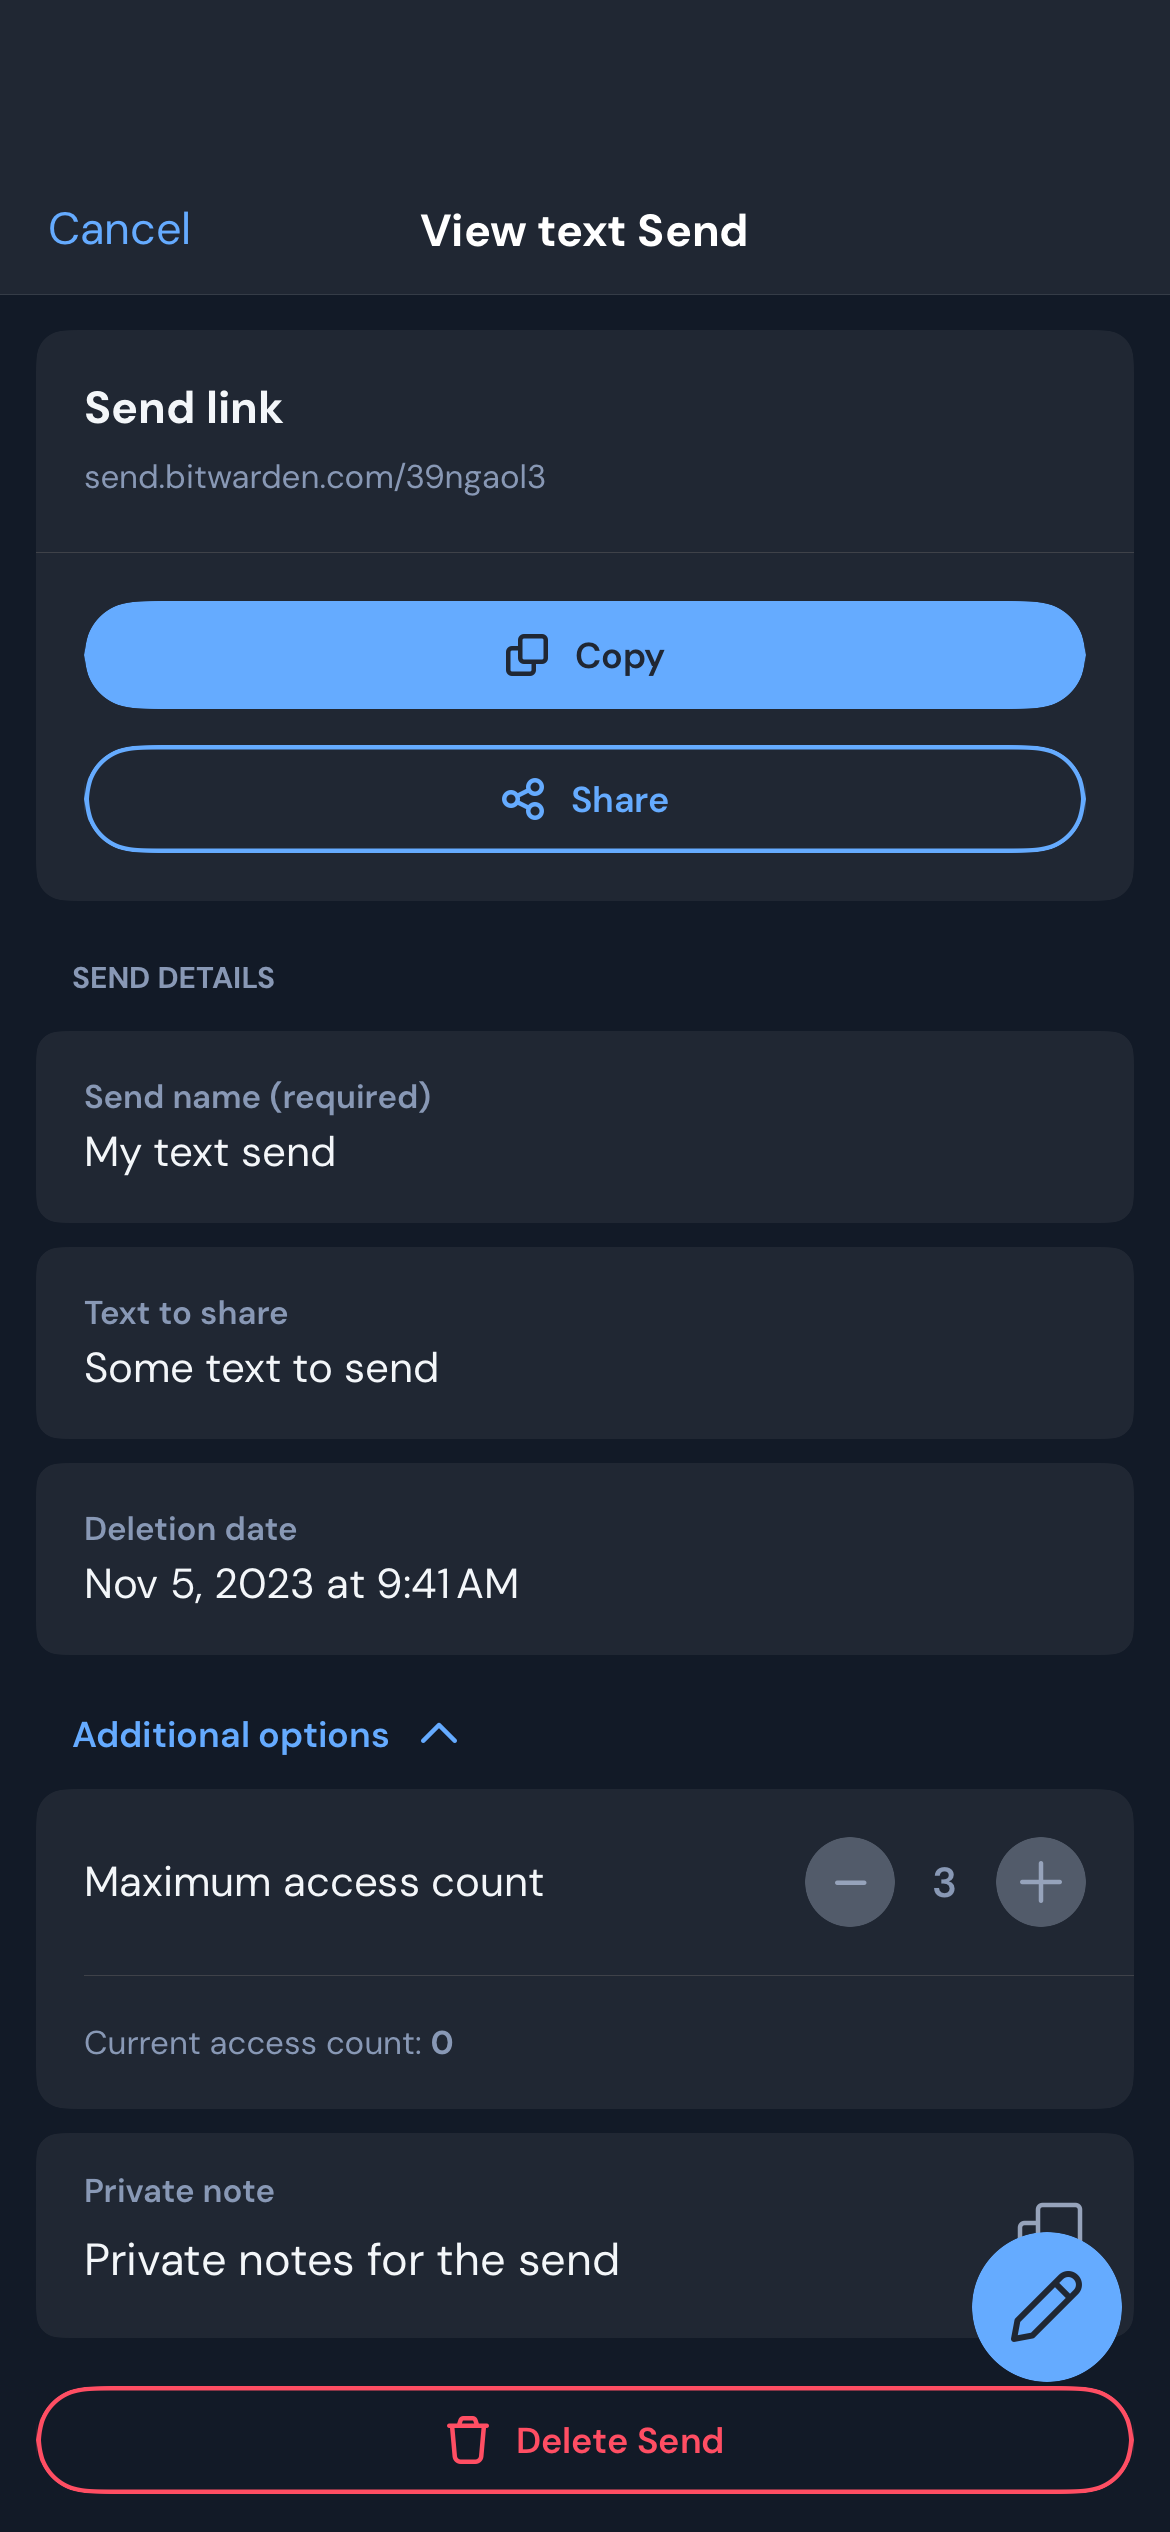 Cancel
View text Send
Send link
send.bitwarden.com/39ngaol3
Copy
Share
SEND DETAILS
Send name (required)
My text send
Text to share
Some text to send
Deletion date
Nov 5, 2023 at 9:41 AM
Additional options
Maximum access count
3
Current access count: 0
Private note
Private notes for the send
Delete Send